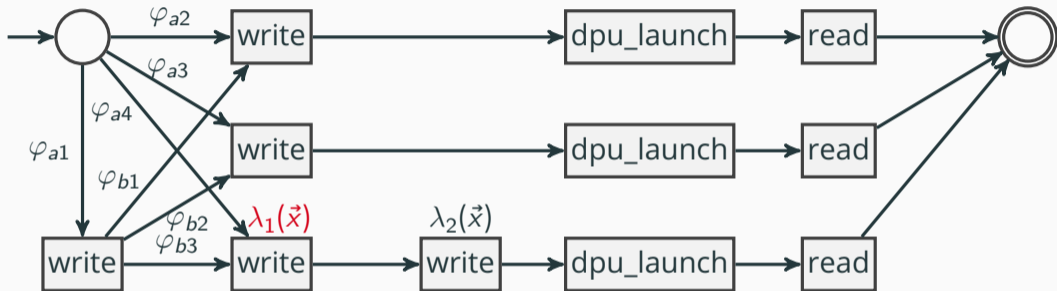 φa2
write dpu_launch read
φa3
φa4
φa1
write dpu_launch read
φb1
φb2 λ1(x⃗) λ2(x⃗)
φb3
write write write dpu_launch read